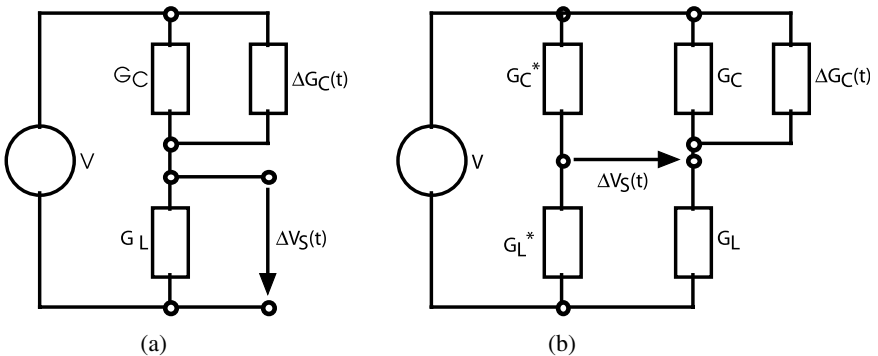 G_C
ΔG_C(t)
V
G_L
ΔV_S(t)
(a)
G_C*
G_C
ΔG_C(t)
V
ΔV_S(t)
G_L*
G_L
(b)